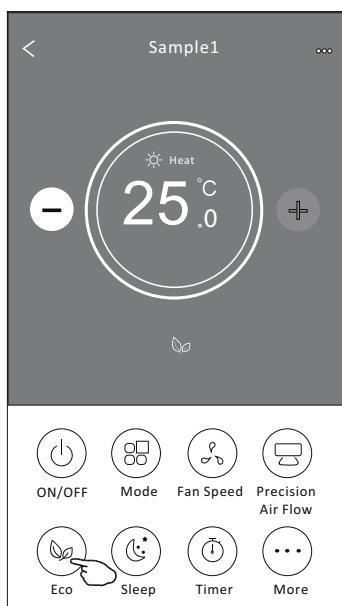 Sample1
Heat
25.0 °C
ON/OFF Mode Fan Speed Precision Air Flow
Eco Sleep Timer More